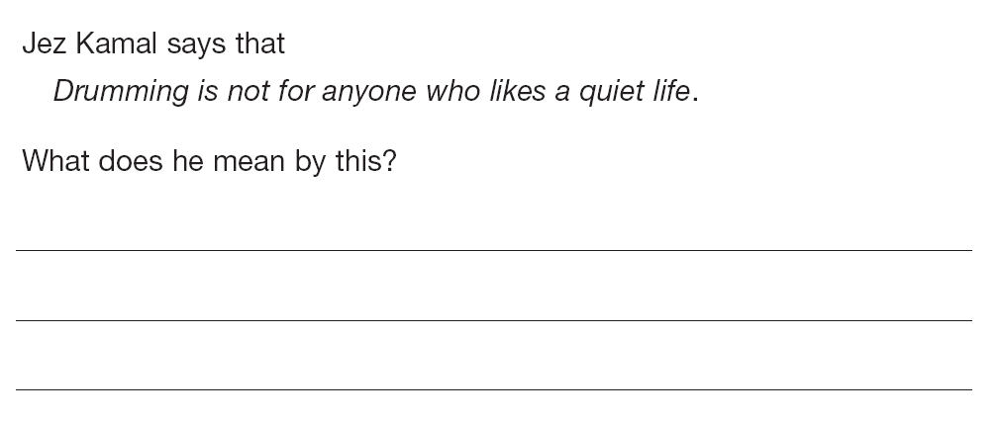 Jez Kamal says that
Drumming is not for anyone who likes a quiet life.
What does he mean by this?